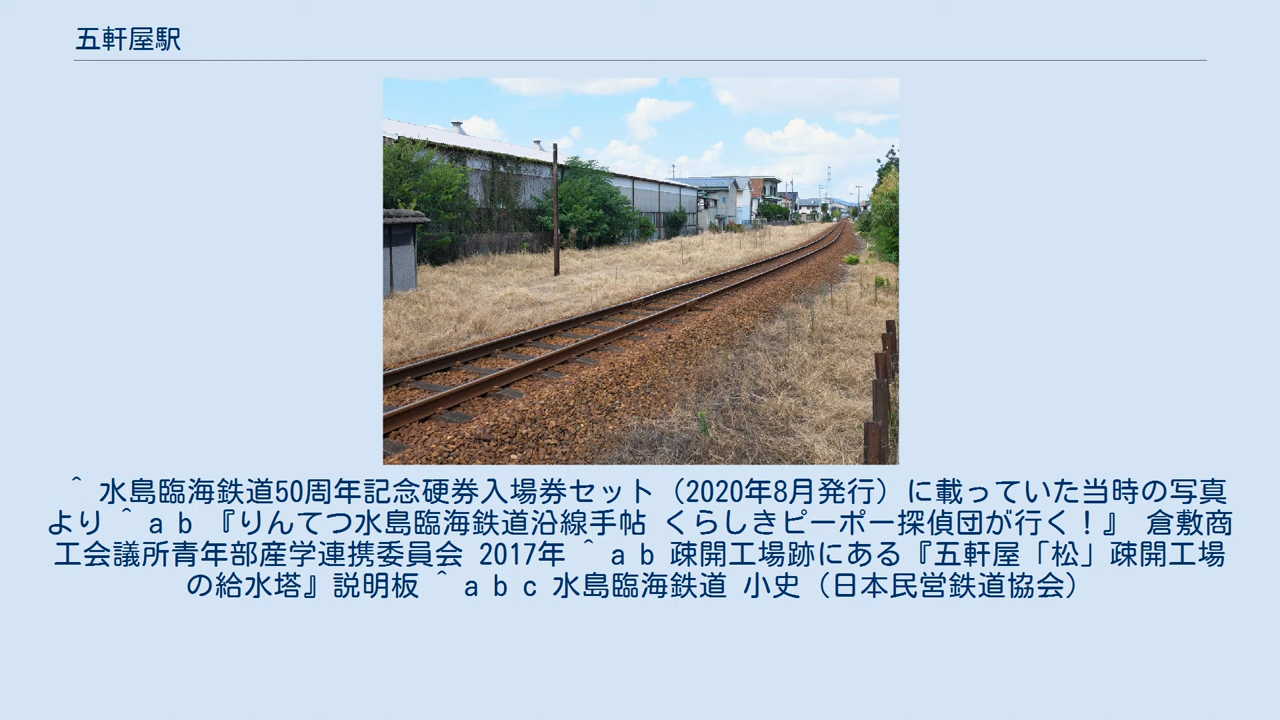 五軒屋駅
^ 水島臨海鉄道50周年記念硬券入場券セット（2020年8月発行）に載っていた当時の写真
より ^ a b 『りんてつ水島臨海鉄道沿線手帖 くらしきピーポー探偵団が行く！』 倉敷商
工会議所青年部産学連携委員会 2017年 ^ a b 疎開工場跡にある『五軒屋「松」疎開工場
の給水塔』説明板 ^ a b c 水島臨海鉄道 小史（日本民営鉄道協会）